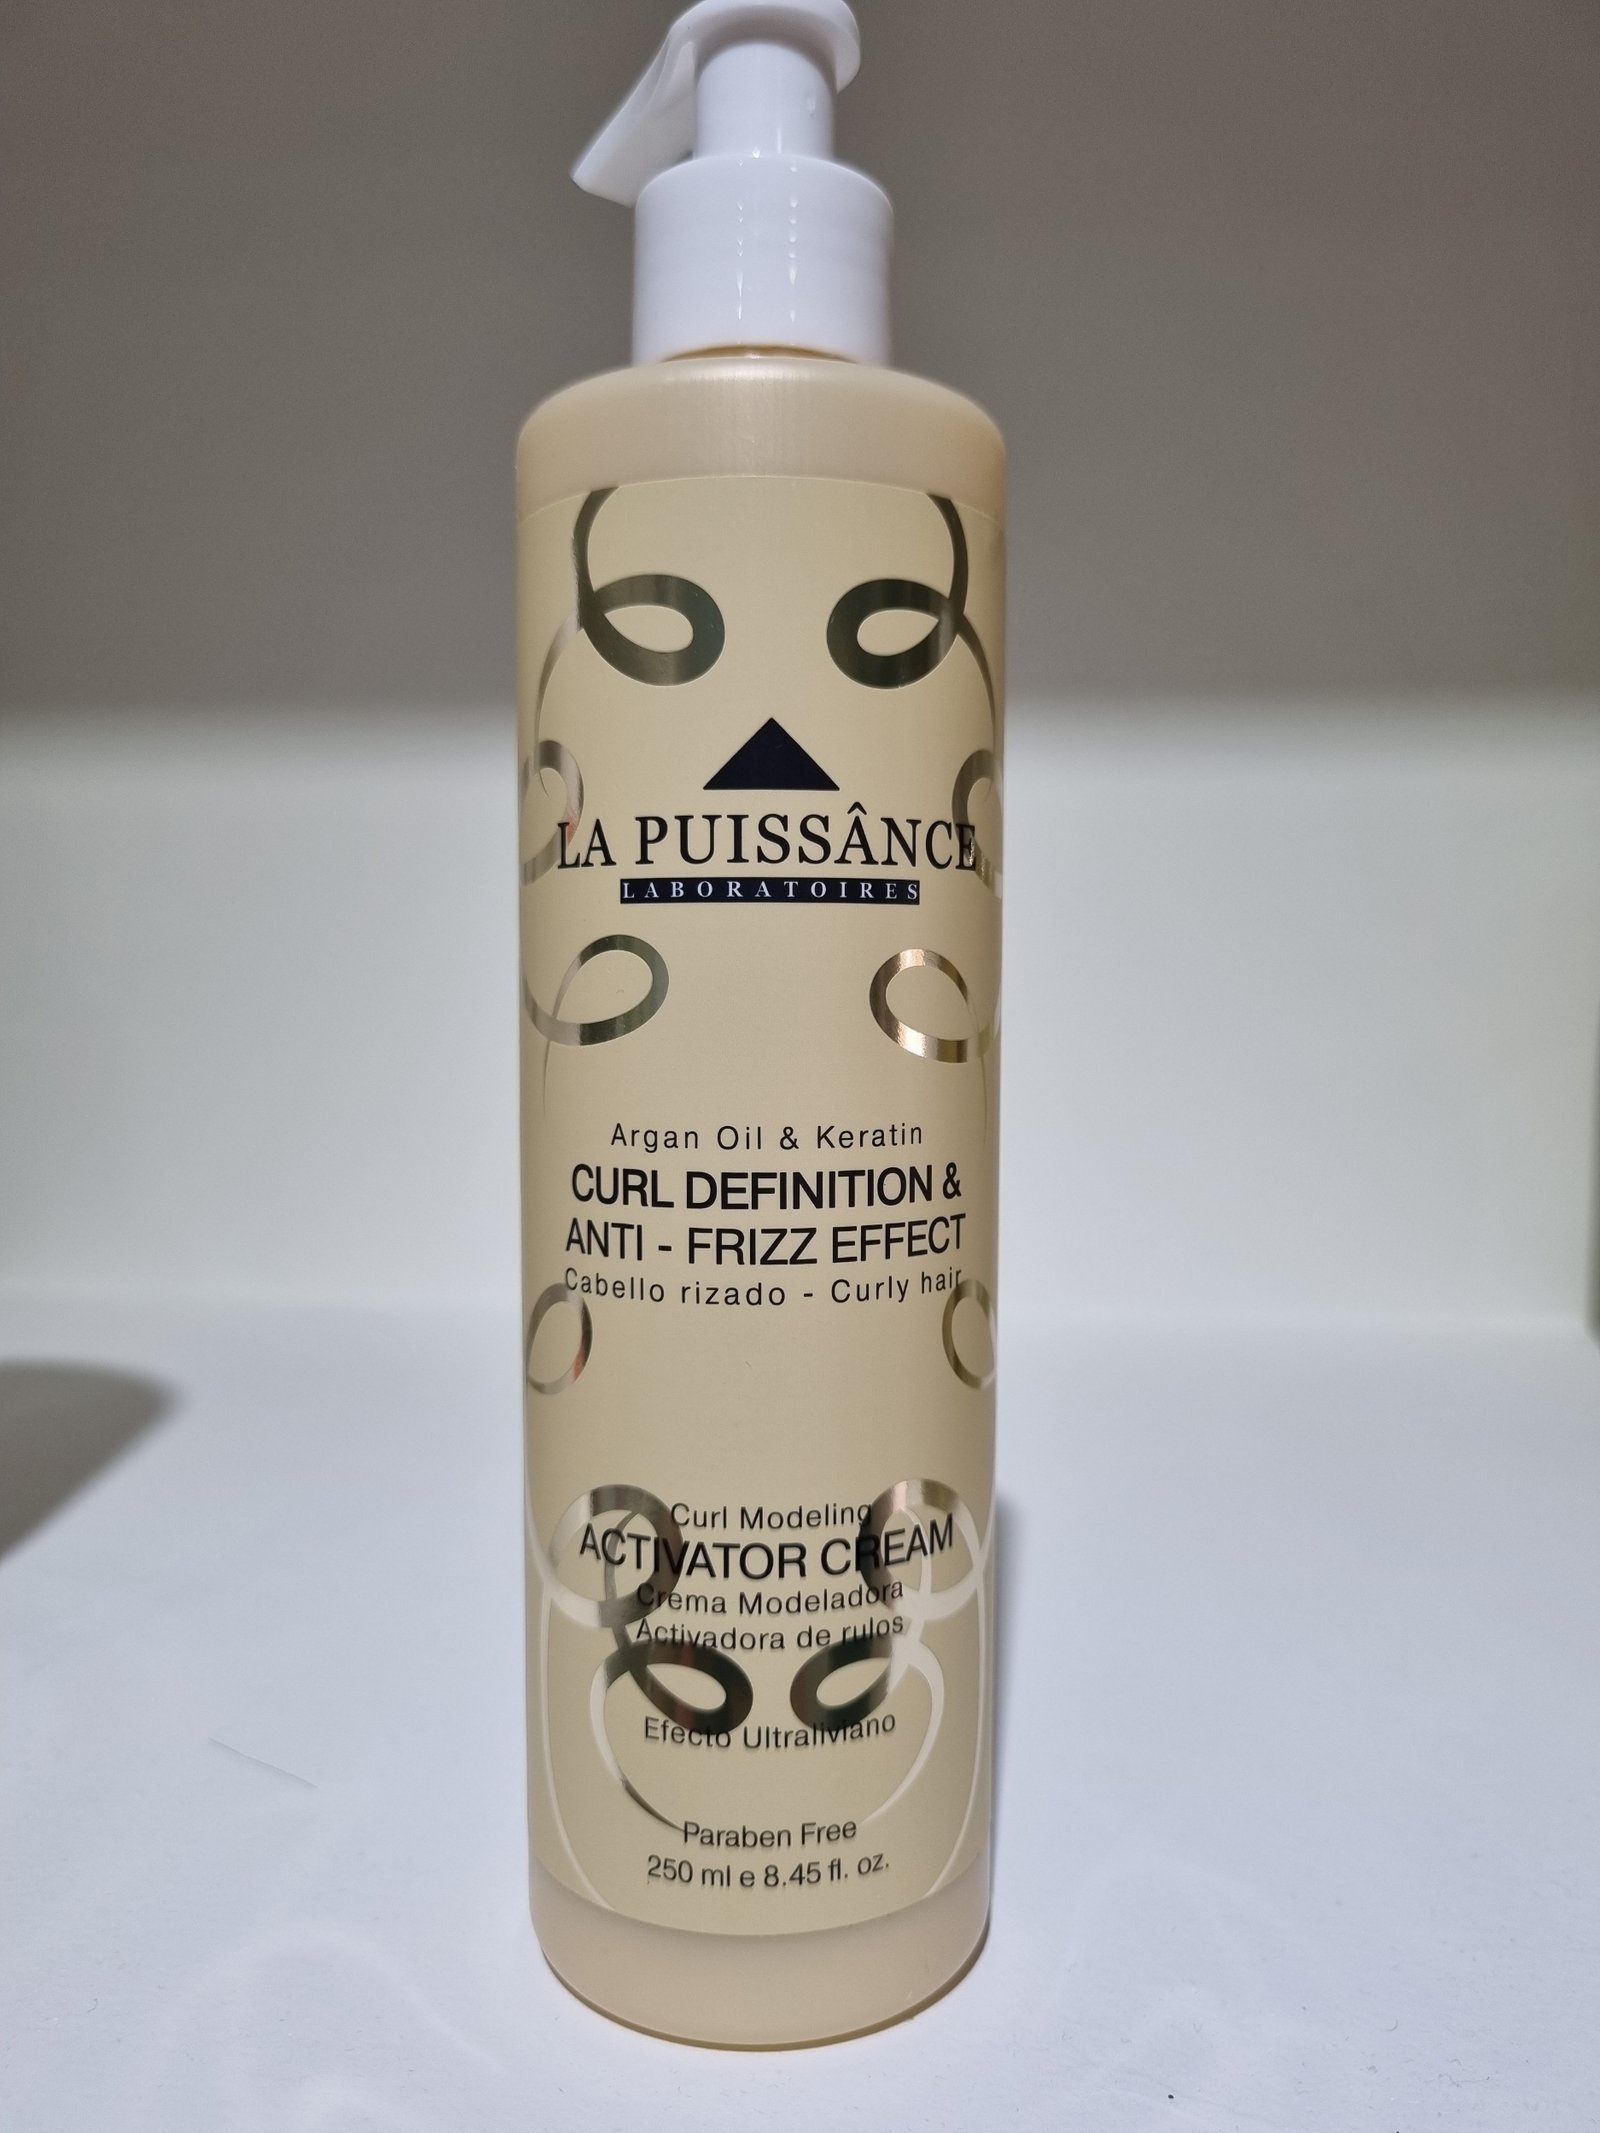 LA PUISSÂNCE
LABORATOIRES
Argan Oil & Keratin
CURL DEFINITION &
ANTI - FRIZZ EFFECT
Cabello rizado - Curly hair
Curl Modeling
ACTIVATOR CREAM
Crema Modeladora
Activadora de rulos
Efecto Ultraliviano
Paraben Free
250 ml e 8.45 fl. oz.